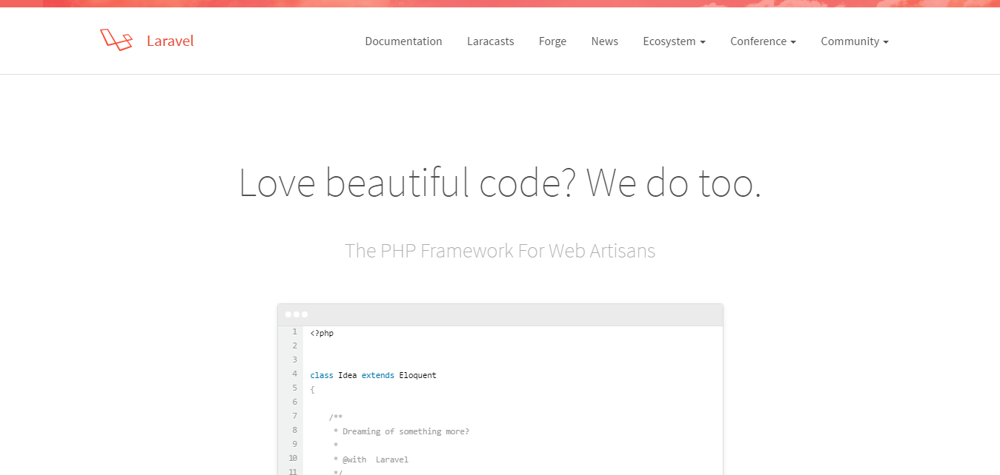 Laravel Documentation Laracasts Forge News Ecosystem Conference Community
Love beautiful code? We do too.
The PHP Framework For Web Artisans
1 <?php
2
3
4 class Idea extends Eloquent
5 {
6
7 /**
8 * Dreaming of something more?
9 *
10 * @with  Laravel
11 */